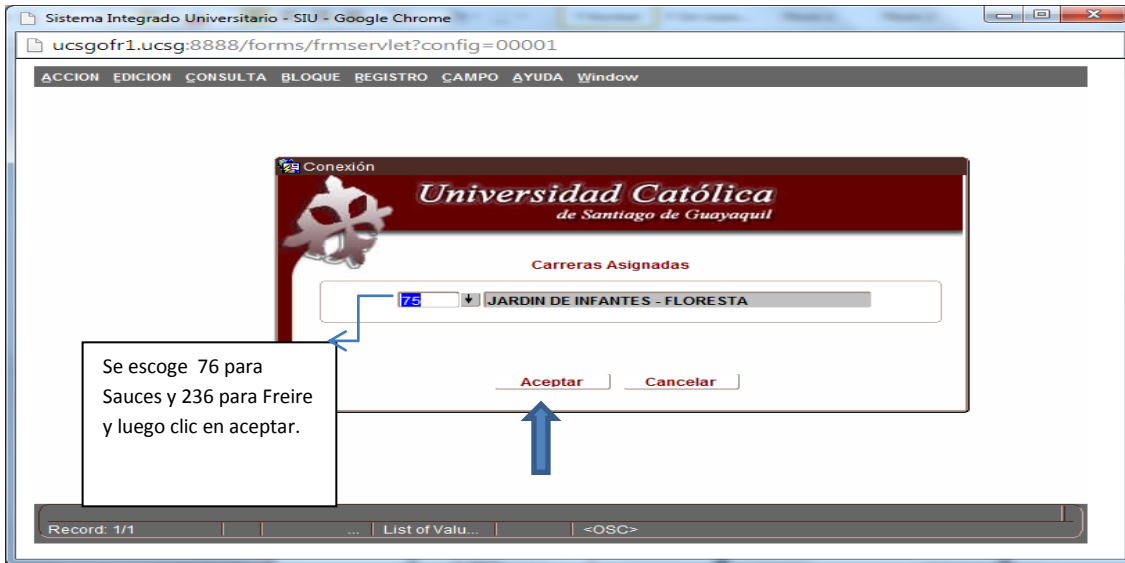 Sistema Integrado Universitario - SIU - Google Chrome
ucsgofr1.ucsg:8888/forms/frmservlet?config=00001
ACCION EDICION CONSULTA BLOQUE REGISTRO CAMPO AYUDA Window
Conexión
Universidad Católica
de Santiago de Guayaquil
Carreras Asignadas
75 JARDIN DE INFANTES - FLORESTA
Se escoge 76 para
Sauces y 236 para Freire
y luego clic en aceptar.
Aceptar Cancelar
Record: 1/1 ... List of Valu... <OSC>